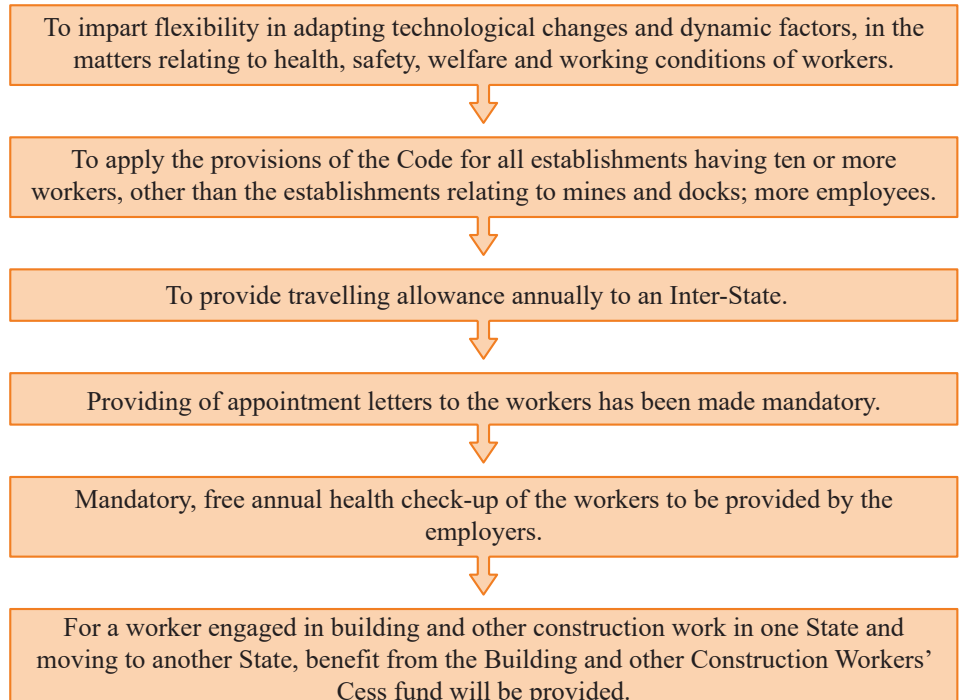 To impart flexibility in adapting technological changes and dynamic factors, in the
matters relating to health, safety, welfare and working conditions of workers.
To apply the provisions of the Code for all establishments having ten or more
workers, other than the establishments relating to mines and docks; more employees.
To provide travelling allowance annually to an Inter-State.
Providing of appointment letters to the workers has been made mandatory.
Mandatory, free annual health check-up of the workers to be provided by the
employers.
For a worker engaged in building and other construction work in one State and
moving to another State, benefit from the Building and other Construction Workers’
Cess fund will be provided.